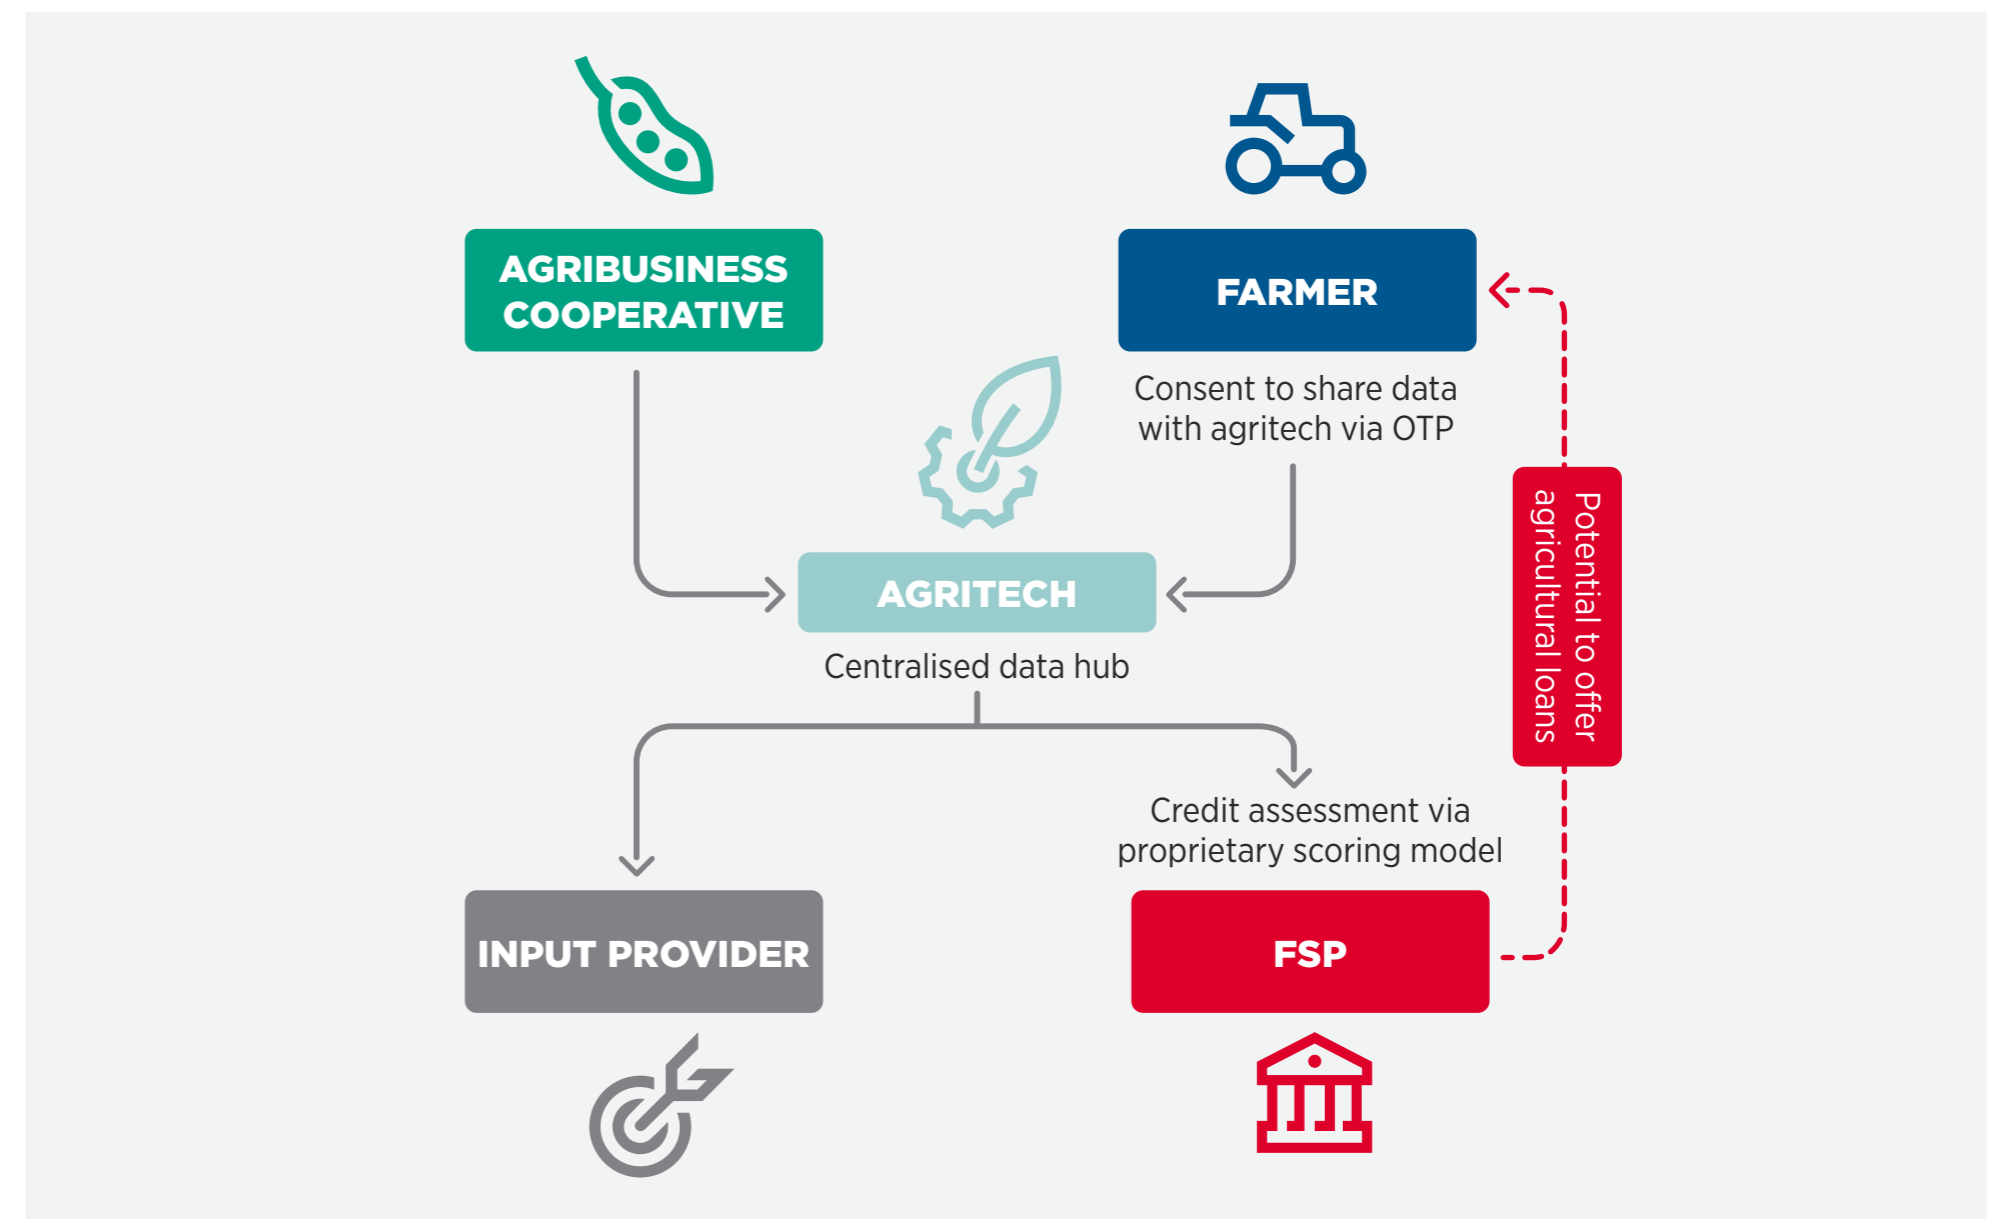 AGRIBUSINESS
COOPERATIVE
FARMER
Consent to share data
with agritech via OTP
AGRITECH
Centralised data hub
Potential to offer
agricultural loans
Credit assessment via
proprietary scoring model
INPUT PROVIDER
FSP